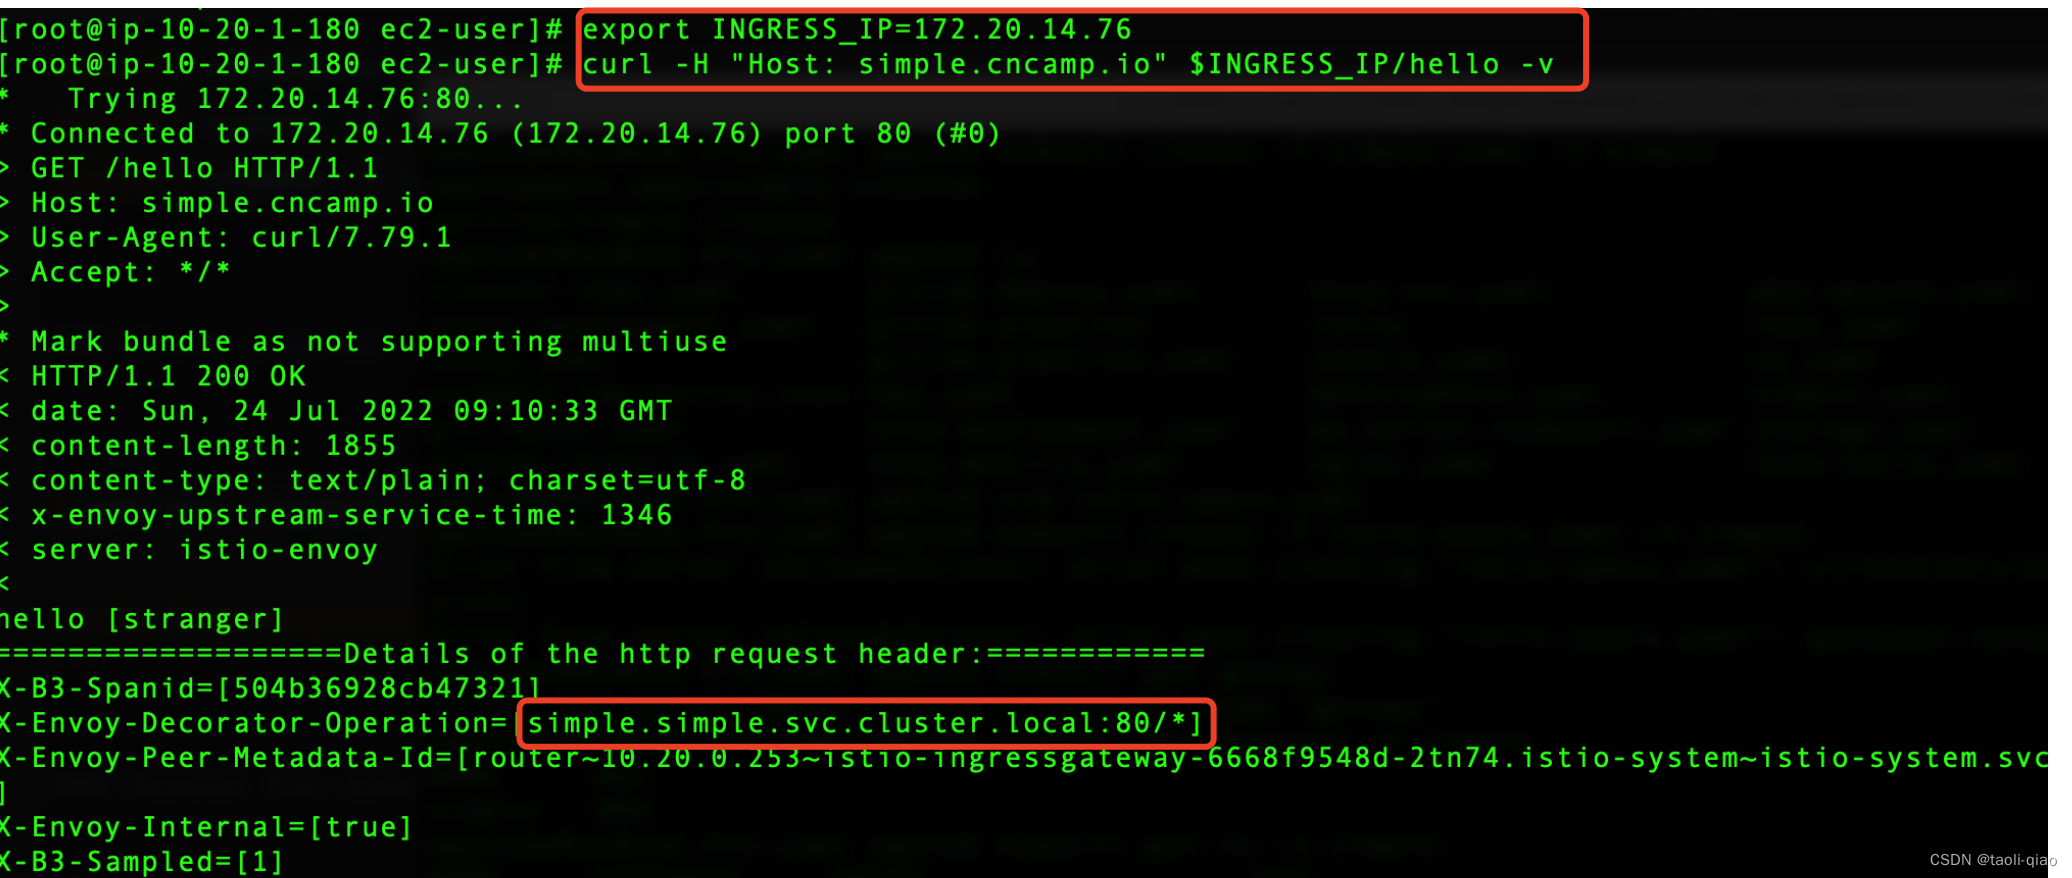 [root@ip-10-20-1-180 ec2-user]# export INGRESS_IP=172.20.14.76
[root@ip-10-20-1-180 ec2-user]# curl -H "Host: simple.cncamp.io" $INGRESS_IP/hello -v
*   Trying 172.20.14.76:80...
* Connected to 172.20.14.76 (172.20.14.76) port 80 (#0)
> GET /hello HTTP/1.1
> Host: simple.cncamp.io
> User-Agent: curl/7.79.1
> Accept: */*
>
* Mark bundle as not supporting multiuse
< HTTP/1.1 200 OK
< date: Sun, 24 Jul 2022 09:10:33 GMT
< content-length: 1855
< content-type: text/plain; charset=utf-8
< x-envoy-upstream-service-time: 1346
< server: istio-envoy
<
hello [stranger]
===================Details of the http request header:============
X-B3-Spanid=[504b36928cb47321]
X-Envoy-Decorator-Operation=[simple.simple.svc.cluster.local:80/*]
X-Envoy-Peer-Metadata-Id=[router~10.20.0.253~istio-ingressgateway-6668f9548d-2tn74.istio-system~istio-system.svc
]
X-Envoy-Internal=[true]
X-B3-Sampled=[1]
CSDN @taoli-qiao